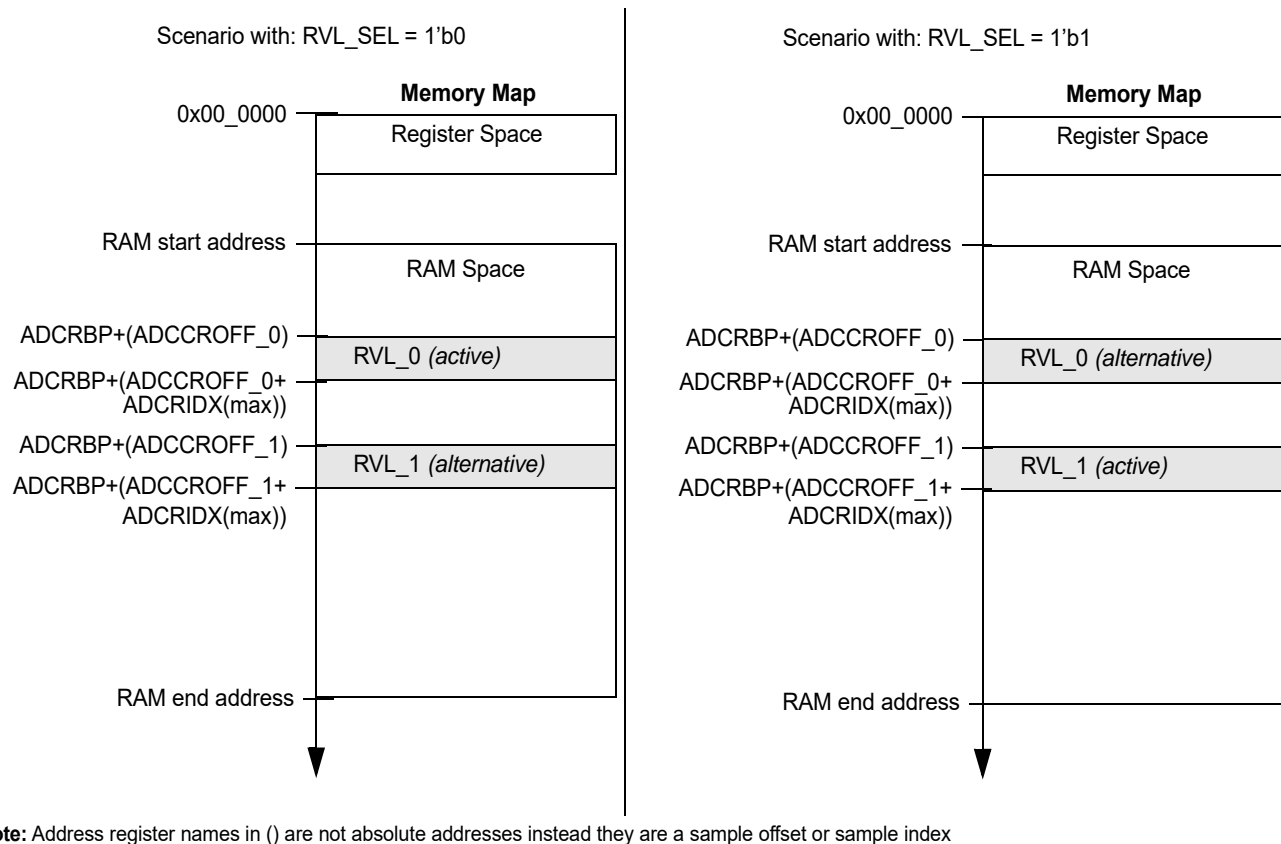 Scenario with: RVL_SEL = 1’b0
Memory Map
0x00_0000
Register Space
RAM start address
RAM Space
ADCRBP+(ADCCROFF_0)
RVL_0 (active)
ADCRBP+(ADCCROFF_0+
ADCRIDX(max))
ADCRBP+(ADCCROFF_1)
RVL_1 (alternative)
ADCRBP+(ADCCROFF_1+
ADCRIDX(max))
RAM end address
Scenario with: RVL_SEL = 1’b1
Memory Map
0x00_0000
Register Space
RAM start address
RAM Space
ADCRBP+(ADCCROFF_0)
RVL_0 (alternative)
ADCRBP+(ADCCROFF_0+
ADCRIDX(max))
ADCRBP+(ADCCROFF_1)
RVL_1 (active)
ADCRBP+(ADCCROFF_1+
ADCRIDX(max))
RAM end address
ote: Address register names in () are not absolute addresses instead they are a sample offset or sample index